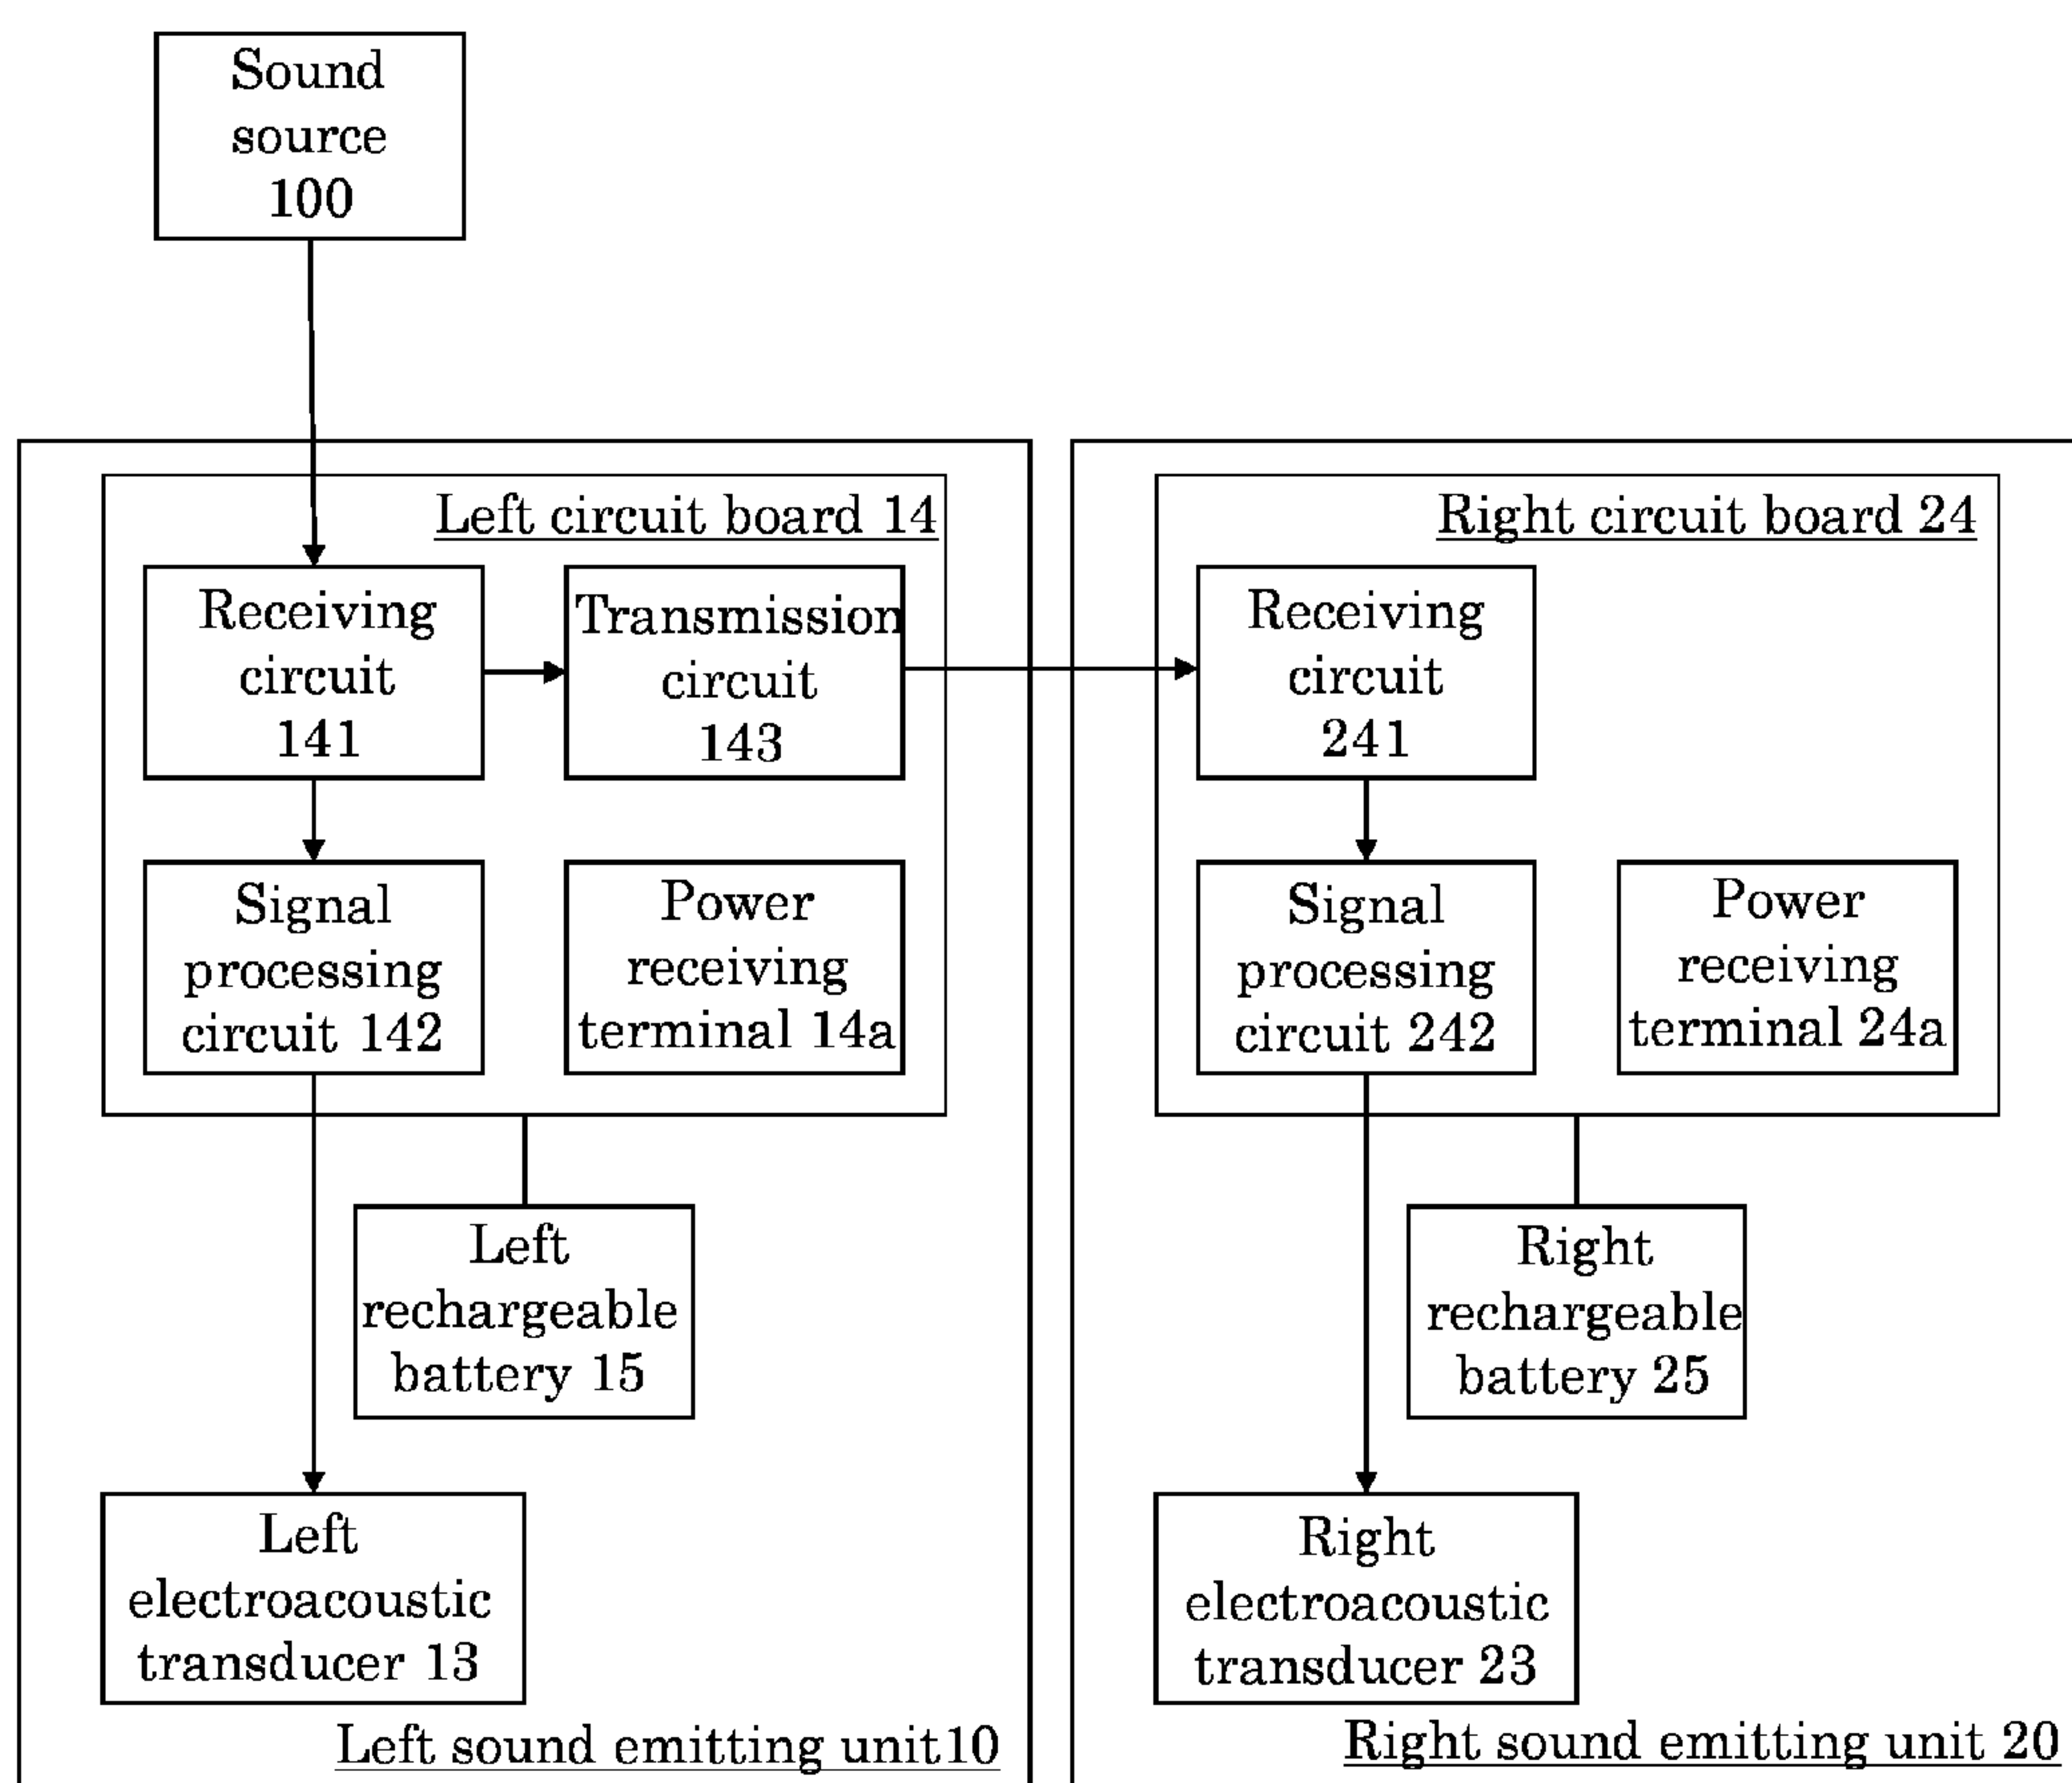 Sound
source
100
Left circuit board 14
Receiving
circuit
141
Transmission
circuit
143
Signal
processing
circuit 142
Power
receiving
terminal 14a
Left
rechargeable
battery 15
Left
electroacoustic
transducer 13
Left sound emitting unit10
Right circuit board 24
Receiving
circuit
241
Signal
processing
circuit 242
Power
receiving
terminal 24a
Right
rechargeable
battery 25
Right
electroacoustic
transducer 23
Right sound emitting unit 20